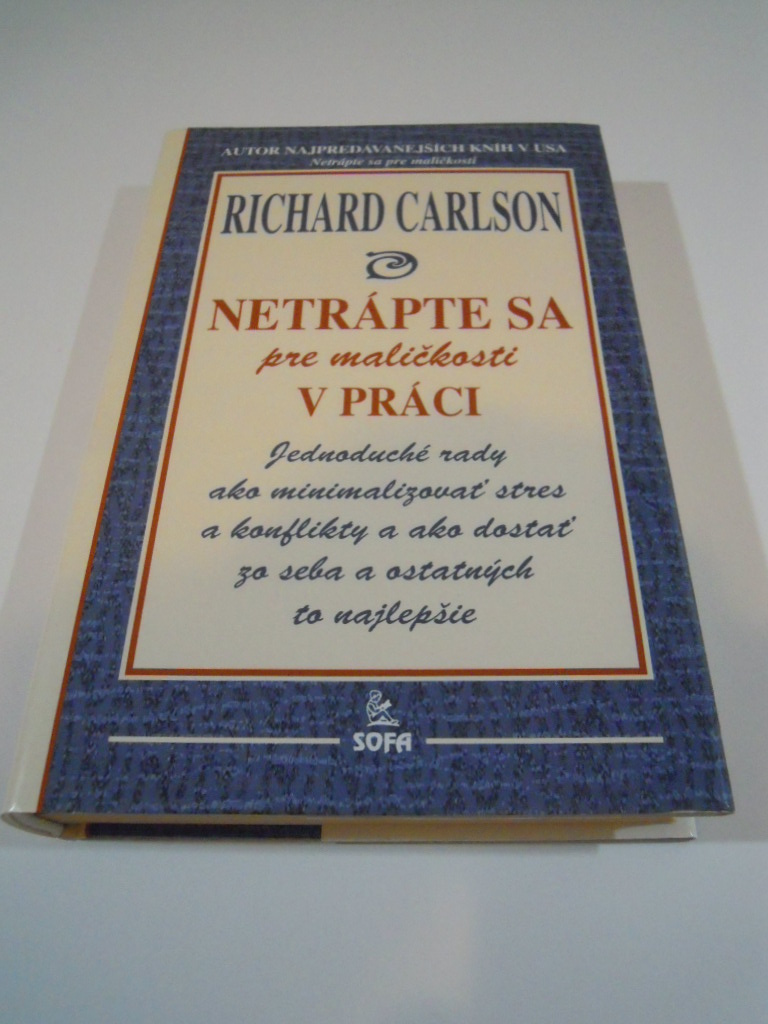 AUTOR NAJPREDÁVANEJŠÍCH KNÍH V USA
Netrápte sa pre maličkosti
RICHARD CARLSON
NETRÁPTE SA
pre maličkosti
V PRÁCI
Jednoduché rady
ako minimalizovať stres
a konflikty a ako dostať
zo seba a ostatných
to najlepšie
SOFA